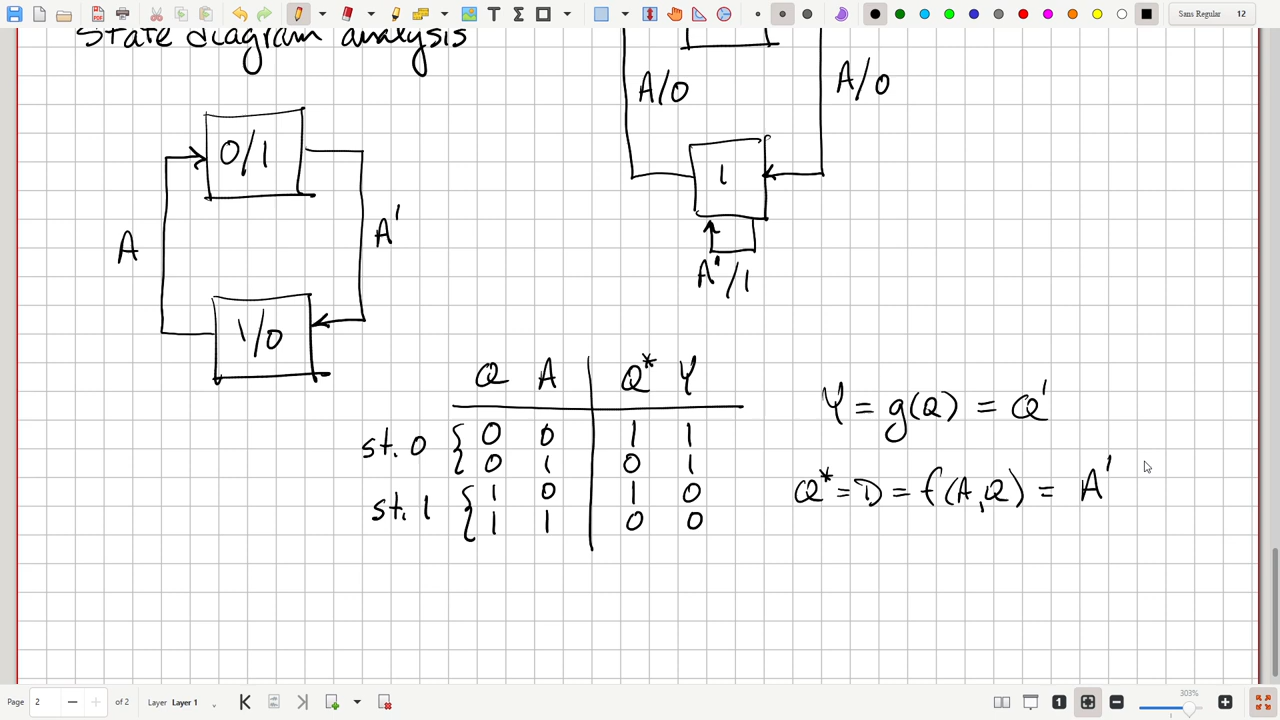 Sans Regular 12
State diagram analysis
A/0 A/0
0/1
1
A A'
A'/1
1/0
Q A Q* Y
st. 0 { 0 0 1 1
0 1 0 1
st. 1 { 1 0 1 0
1 1 0 0
Y = g(Q) = Q'
Q* = D = f(A,Q) = A'
Page 2 of 2 Layer Layer 1 303%